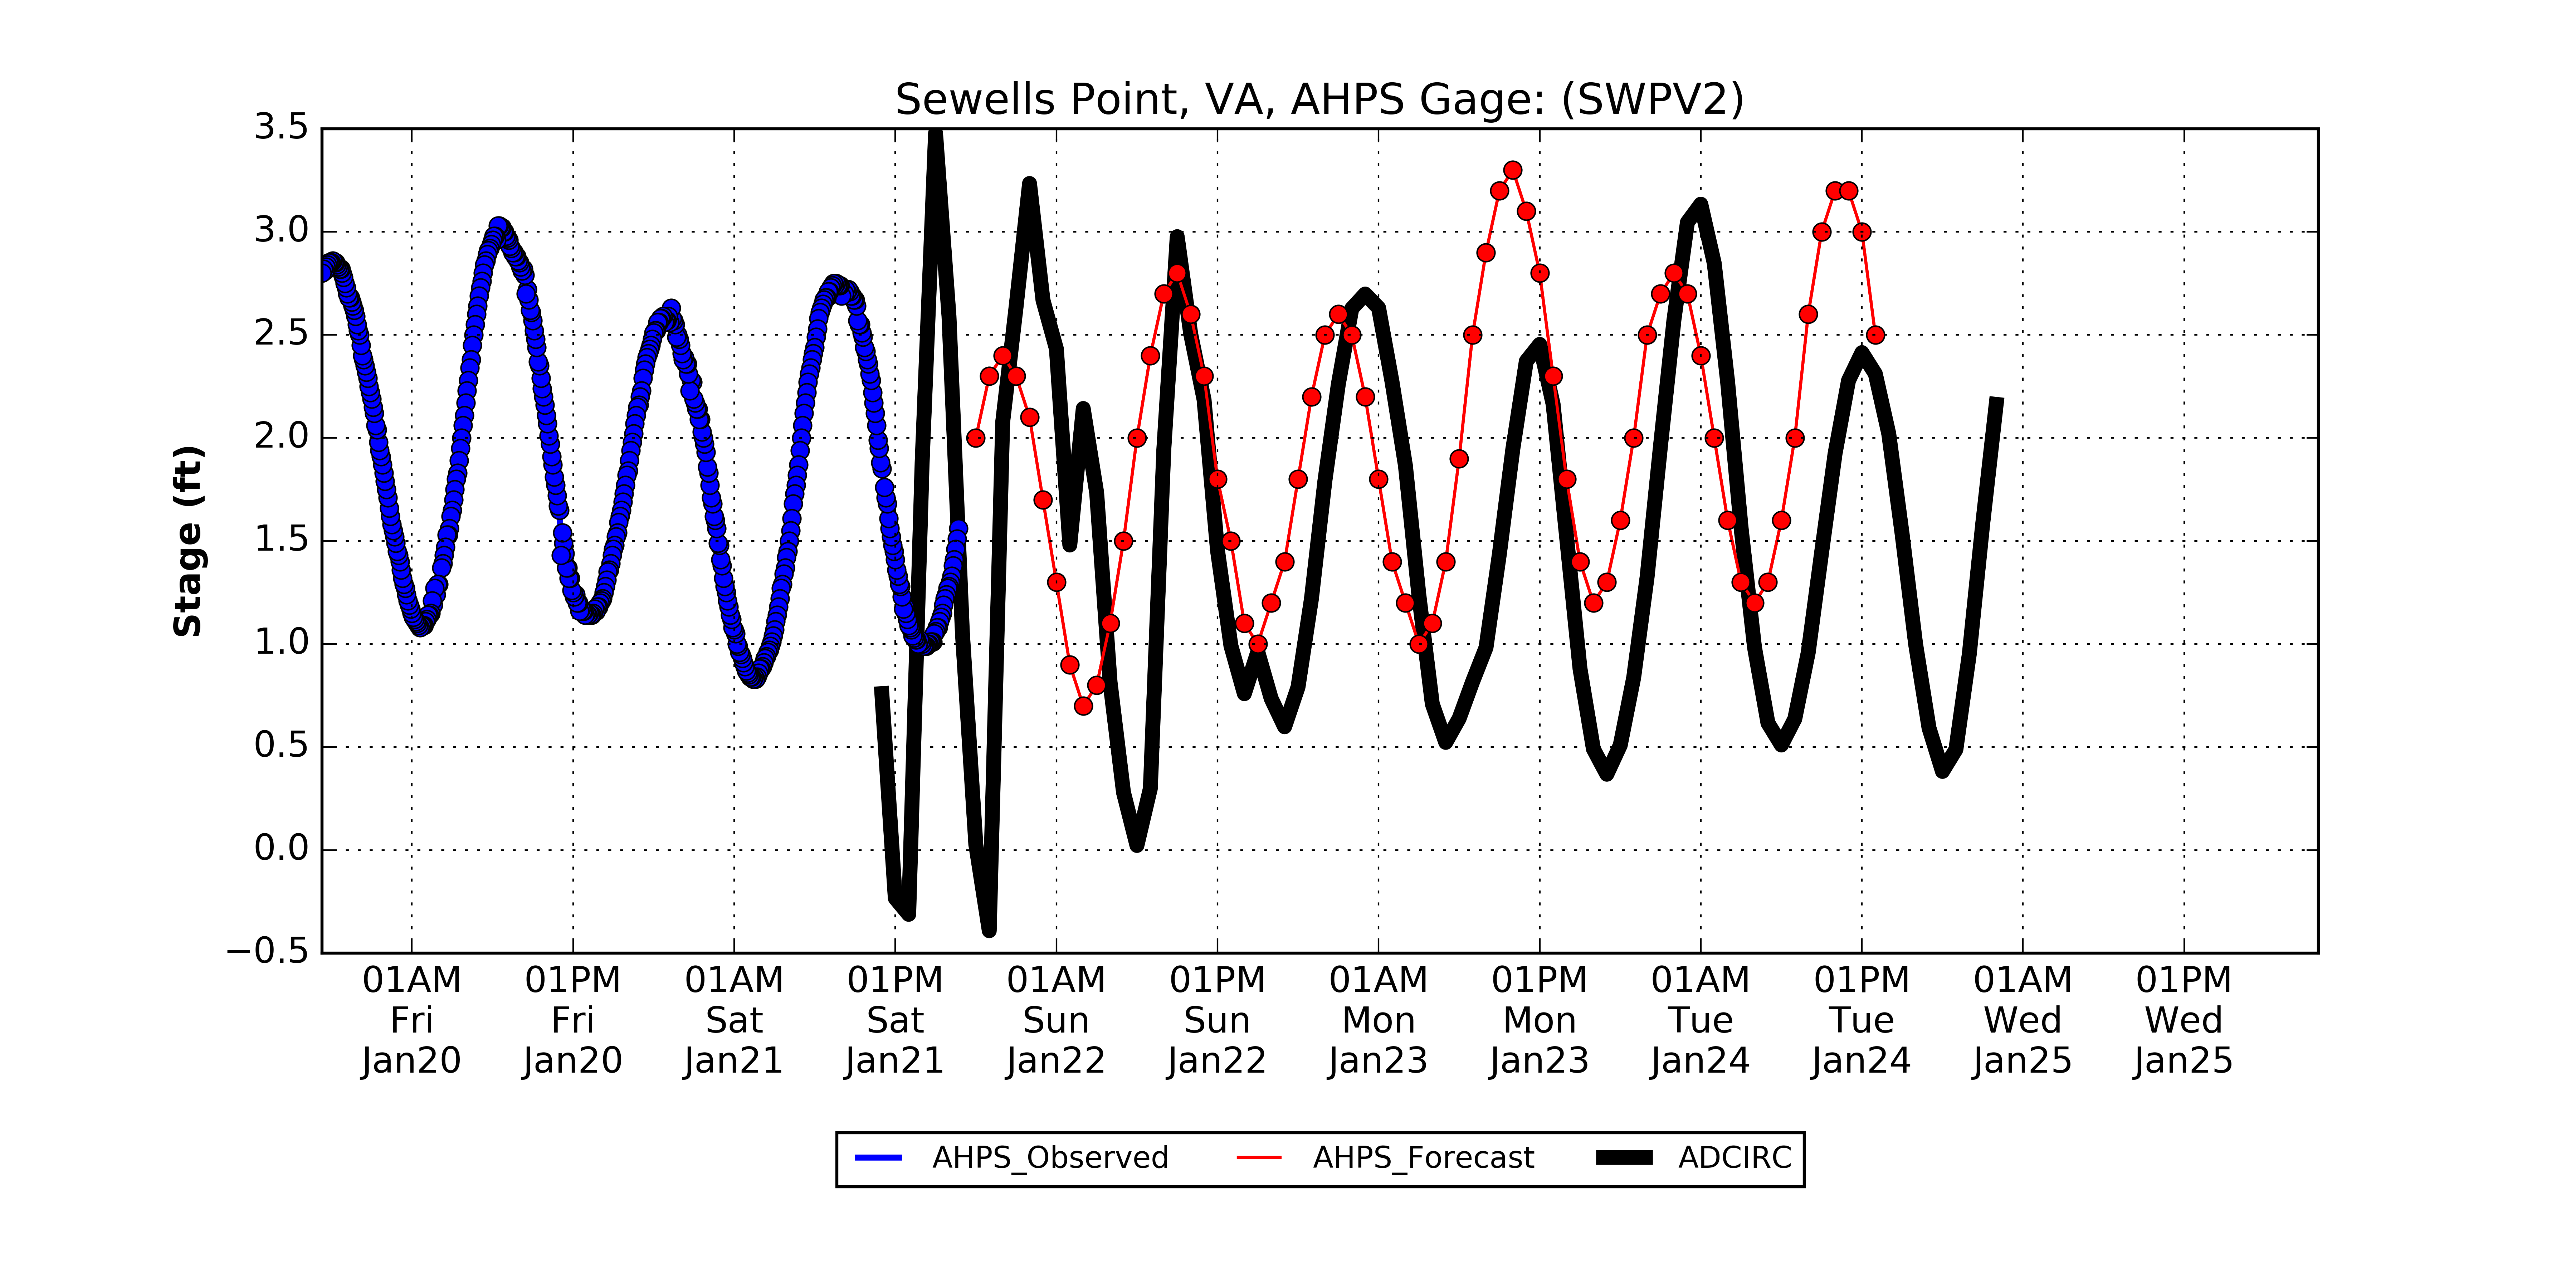 Sewells Point, VA, AHPS Gage: (SWPV2)
Stage (ft)
3.5
3.0
2.5
2.0
1.5
1.0
0.5
0.0
−0.5
01AM 01PM 01AM 01PM 01AM 01PM 01AM 01PM 01AM 01PM 01AM 01PM
Fri Fri Sat Sat Sun Sun Mon Mon Tue Tue Wed Wed
Jan20 Jan20 Jan21 Jan21 Jan22 Jan22 Jan23 Jan23 Jan24 Jan24 Jan25 Jan25
AHPS_Observed AHPS_Forecast ADCIRC